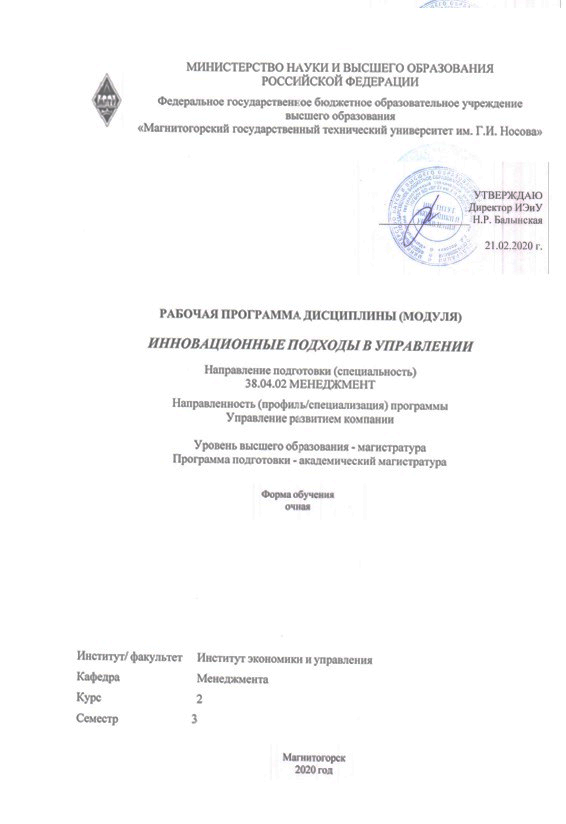 МИНИСТЕРСТВО НАУКИ И ВЫСШЕГО ОБРАЗОВАНИЯ
РОССИЙСКОЙ ФЕДЕРАЦИИ
Федеральное государственное бюджетное образовательное учреждение
высшего образования
«Магнитогорский государственный технический университет им. Г.И. Носова»
УТВЕРЖДАЮ
Директор ИЭиУ
Н.Р. Балынская
21.02.2020 г.
РАБОЧАЯ ПРОГРАММА ДИСЦИПЛИНЫ (МОДУЛЯ)
ИННОВАЦИОННЫЕ ПОДХОДЫ В УПРАВЛЕНИИ
Направление подготовки (специальность)
38.04.02 МЕНЕДЖМЕНТ
Направленность (профиль/специализация) программы
Управление развитием компании
Уровень высшего образования - магистратура
Программа подготовки - академический магистратура
Форма обучения
очная
Институт/ факультет Институт экономики и управления
Кафедра Менеджмента
Курс 2
Семестр 3
Магнитогорск
2020 год